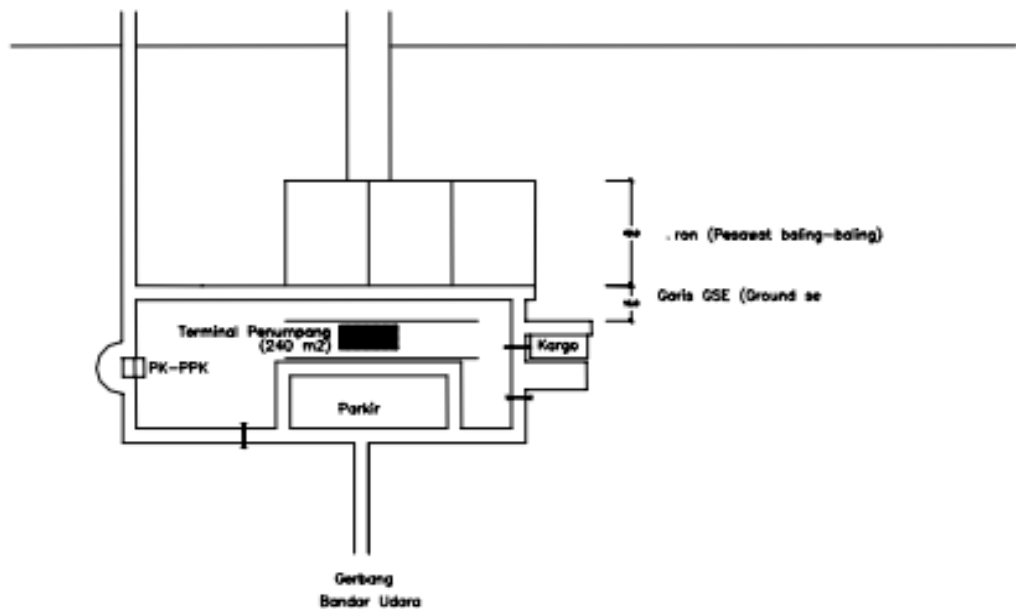 . ron (Pesawat baling-baling)
Garis GSE (Ground se
Terminal Penumpang
(240 m2)
Kargo
PK-PPK
Parkir
Gerbang
Bandar Udara